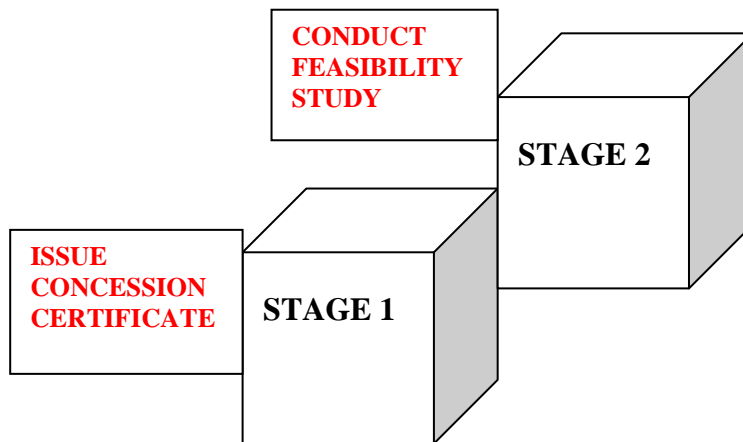 CONDUCT
FEASIBILITY
STUDY
STAGE 2
ISSUE
CONCESSION
CERTIFICATE
STAGE 1